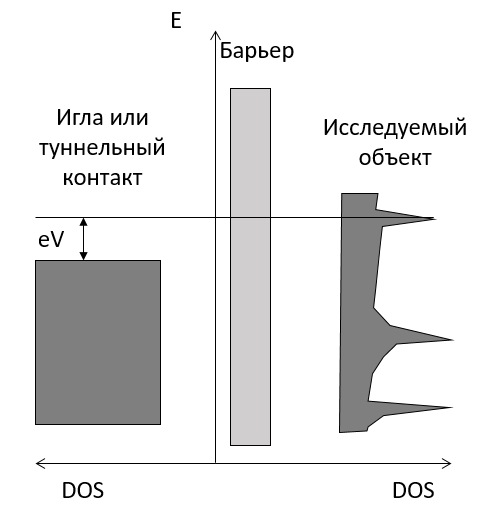 E
Барьер
Игла или
туннельный
контакт
Исследуемый
объект
eV
DOS
DOS